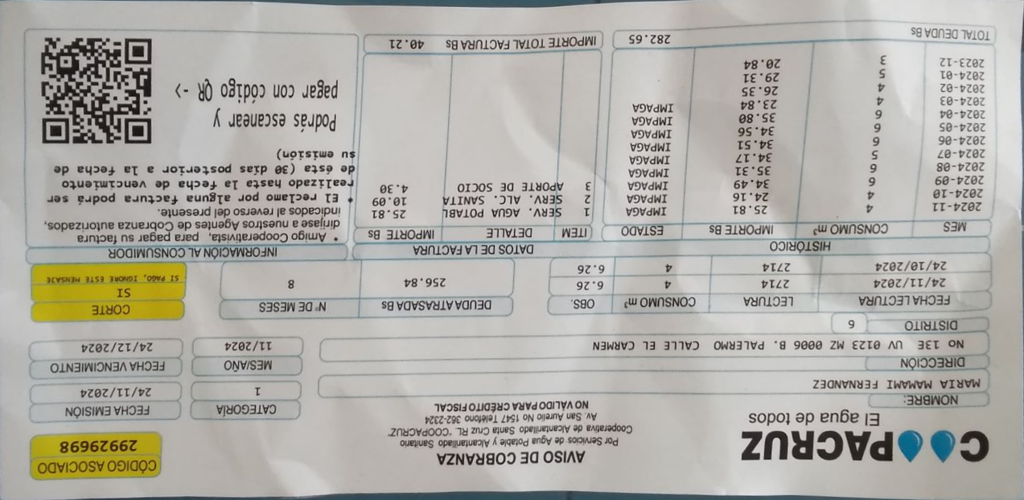 COOPACRUZ
El agua de todos
AVISO DE COBRANZA
Por Servicios de Agua Potable y Alcantarillado Sanitario
Cooperativa de Alcantarillado Santa Cruz RL. "COOPACRUZ"
Av. San Aurelio No 1547 Teléfono 362-2324
NO VÁLIDO PARA CRÉDITO FISCAL
CÓDIGO ASOCIADO
29929698
NOMBRE:
MARIA MAMAMI FERNANDEZ
CATEGORÍA
1
FECHA EMISIÓN
24/11/2024
DIRECCIÓN
No E3E UV 0123 MZ 0006 B. PALERMO CALLE EL CARMEN
MES/AÑO
11/2024
FECHA VENCIMIENTO
24/12/2024
DISTRITO 6
FECHA LECTURA LECTURA CONSUMO m³ OBS.
24/11/2024 2714 4 6.26
24/10/2024 2714 4 6.26
DEUDA ATRASADA Bs Nº DE MESES
256.84 8
CORTE
SI
SI PAGO, IGNORE ESTE MENSAJE
HISTÓRICO
MES CONSUMO m³ IMPORTE Bs ESTADO
2024-11 4 25.81 IMPAGA
2024-10 4 24.16 IMPAGA
2024-09 6 34.49 IMPAGA
2024-08 6 35.31 IMPAGA
2024-07 5 34.17 IMPAGA
2024-06 6 34.51 IMPAGA
2024-05 6 34.56 IMPAGA
2024-04 6 35.80 IMPAGA
2024-03 4 23.84 IMPAGA
2024-02 4 26.35
2024-01 5 29.31
2023-12 3 20.84
TOTAL DEUDA Bs 282.65
DATOS DE LA FACTURA
ITEM DETALLE IMPORTE Bs
1 SERV. AGUA POTABL 25.81
2 SERV. ALC. SANITA 10.09
3 APORTE DE SOCIO 4.30
IMPORTE TOTAL FACTURA Bs 40.21
INFORMACIÓN AL CONSUMIDOR
* Amigo Cooperativista, para pagar su factura
dirijase a nuestros Agentes de Cobranza autorizados,
indicados al averso del presente.
* El reclamo por alguna factura podrá ser
realizado hasta la fecha de vencimiento
de ésta (30 días posterior a la fecha de
su emisión)
Podrás escanear y
pagar con código QR ->